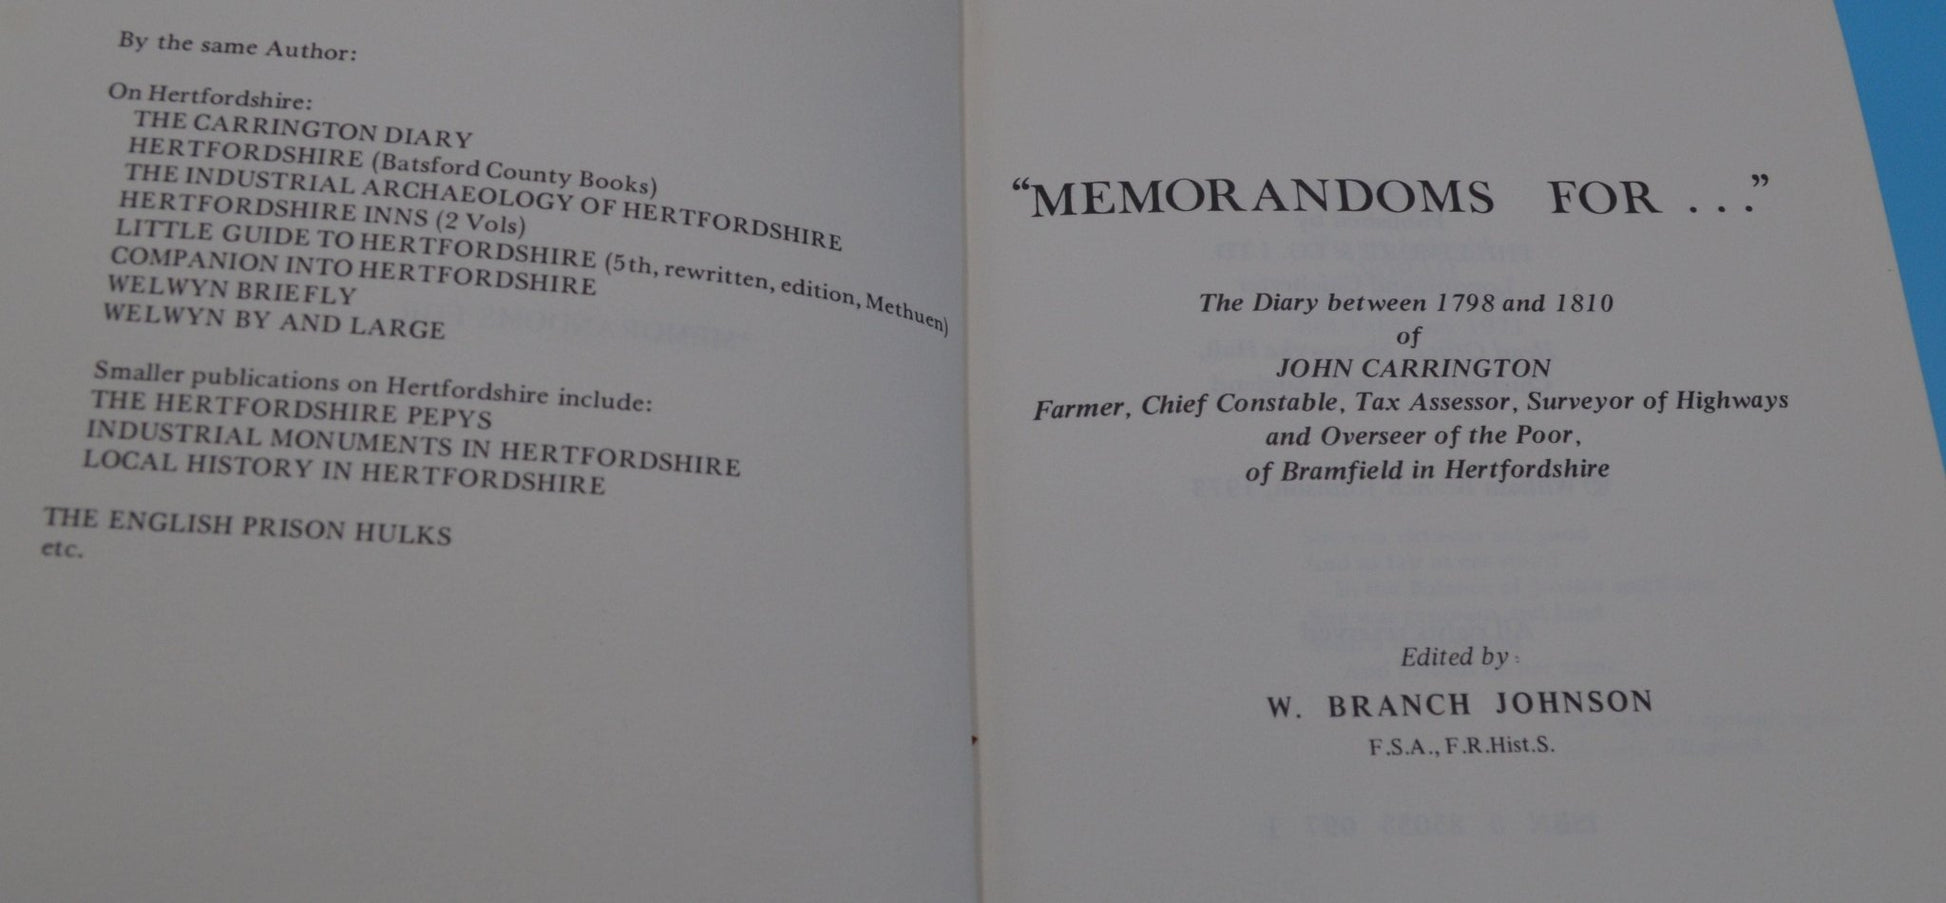 By the same Author:
On Hertfordshire:
THE CARRINGTON DIARY
HERTFORDSHIRE (Batsford County Books)
THE INDUSTRIAL ARCHAEOLOGY OF HERTFORDSHIRE
HERTFORDSHIRE INNS (2 Vols)
LITTLE GUIDE TO HERTFORDSHIRE (5th, rewritten, edition, Methuen)
COMPANION INTO HERTFORDSHIRE
WELWYN BRIEFLY
WELWYN BY AND LARGE
Smaller publications on Hertfordshire include:
THE HERTFORDSHIRE PEPYS
INDUSTRIAL MONUMENTS IN HERTFORDSHIRE
LOCAL HISTORY IN HERTFORDSHIRE
THE ENGLISH PRISON HULKS
etc.
“MEMORANDOMS FOR . . .”
The Diary between 1798 and 1810
of
JOHN CARRINGTON
Farmer, Chief Constable, Tax Assessor, Surveyor of Highways
and Overseer of the Poor,
of Bramfield in Hertfordshire
Edited by:
W. BRANCH JOHNSON
F.S.A., F.R.Hist.S.